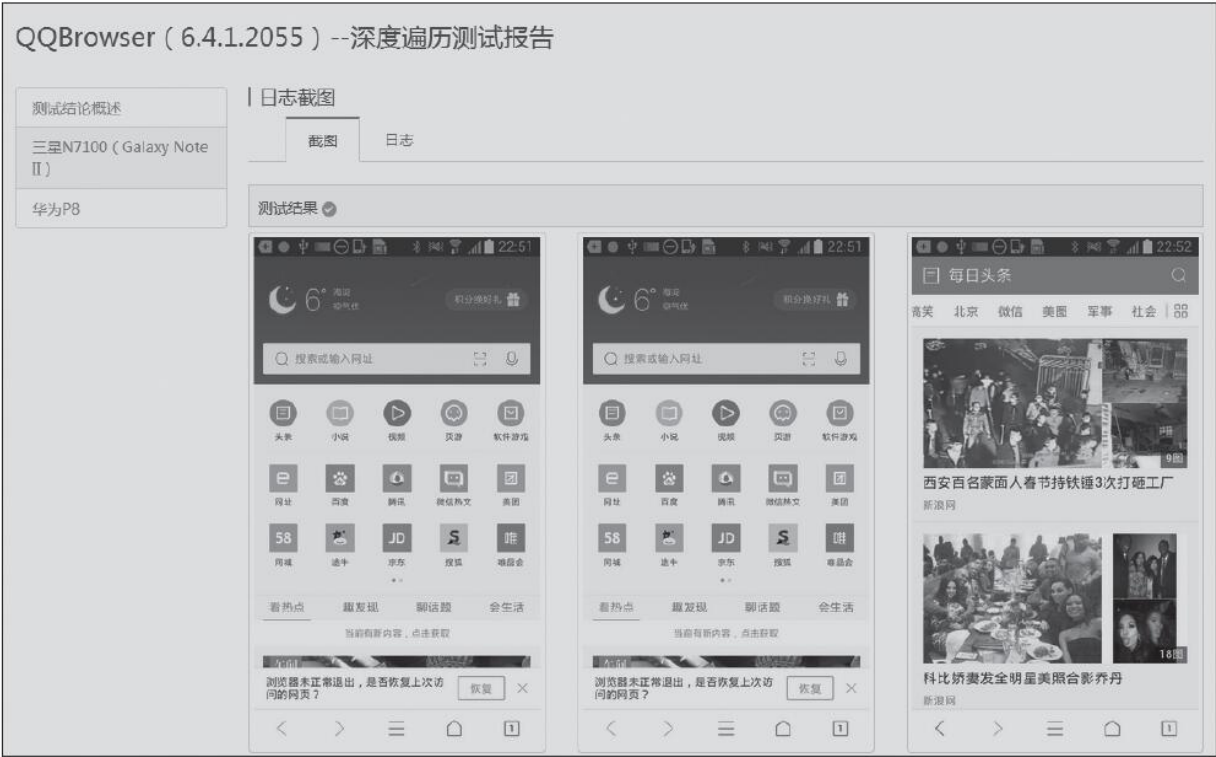 QQBrowser（6.4.1.2055）--深度遍历测试报告
测试结论概述
三星N7100（Galaxy Note
Ⅱ）
华为P8
日志截图
截图 日志
测试结果
22:51
6°
积分换好礼
搜索或输入网址
头条 小说 视频 页游 软件游戏
网址 百度 腾讯 微信热文 美团
58 JD
同城 途牛 京东 搜狐 唯品会
看热点 趣发现 聊话题 会生活
当前有新内容，点击获取
浏览器未正常退出，是否恢复上次访
问的网页？
恢复
1
22:51
6°
积分换好礼
搜索或输入网址
头条 小说 视频 页游 软件游戏
网址 百度 腾讯 微信热文 美团
58 JD
同城 途牛 京东 搜狐 唯品会
看热点 趣发现 聊话题 会生活
当前有新内容，点击获取
浏览器未正常退出，是否恢复上次访
问的网页？
恢复
1
22:52
每日头条
搞笑 北京 微信 美图 军事 社会
9图
西安百名蒙面人春节持铁锤3次打砸工厂
新浪网
18图
科比娇妻发全明星美照合影乔丹
新浪网
1